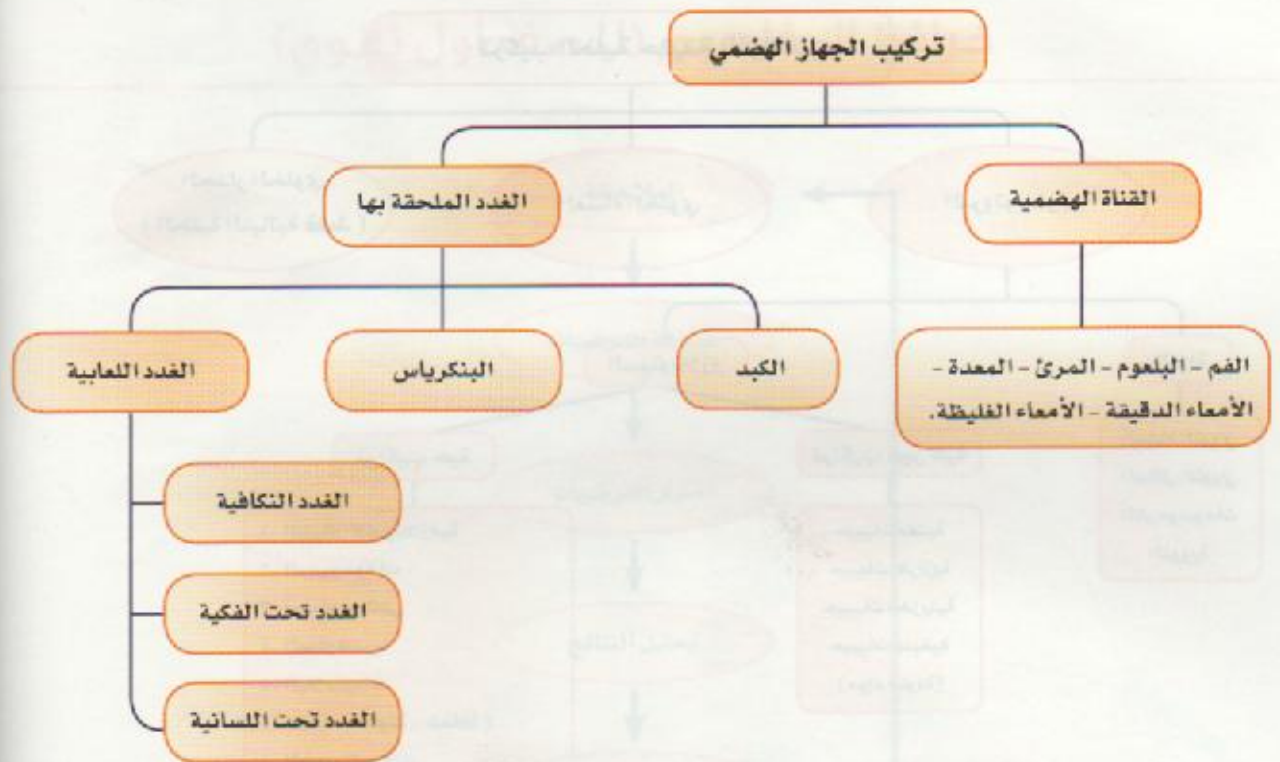 تركيب الجهاز الهضمي
القناة الهضمية
الغدد الملحقة بها
الفم - البلعوم - المرئ - المعدة -
الأمعاء الدقيقة - الأمعاء الغليظة.
الكبد
البنكرياس
الغدد اللعابية
الغدد النكافية
الغدد تحت الفكية
الغدد تحت اللسانية